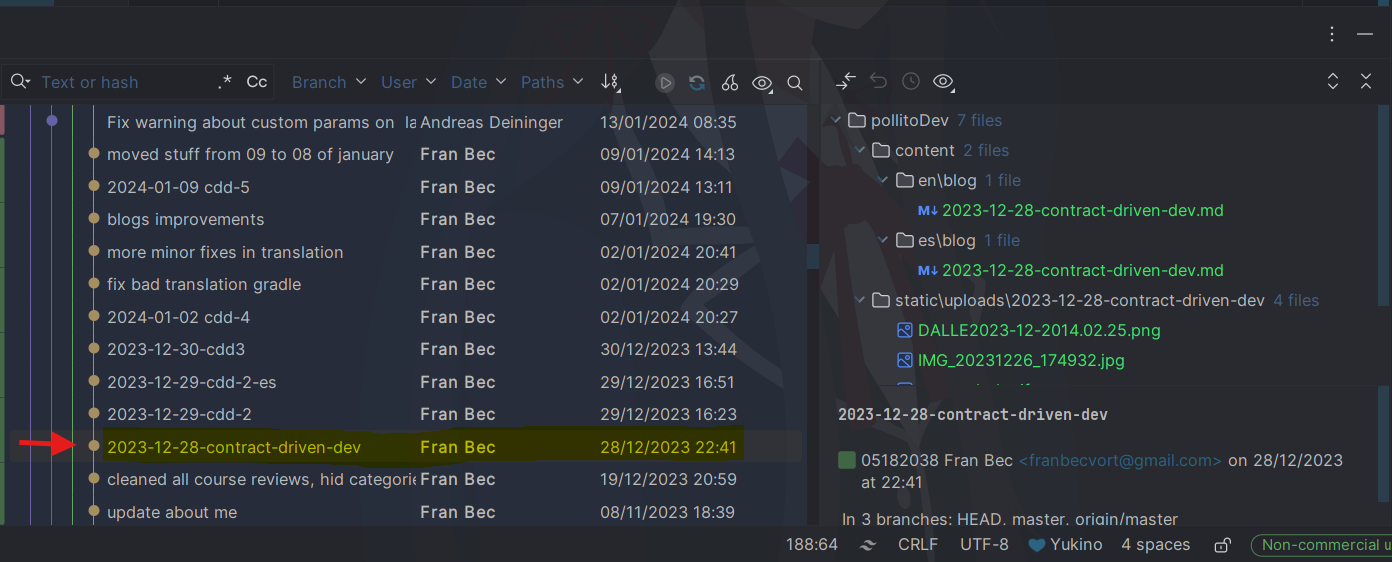 Text or hash .* Cc Branch User Date Paths
Fix warning about custom params on la Andreas Deininger 13/01/2024 08:35
moved stuff from 09 to 08 of january Fran Bec 09/01/2024 14:13
2024-01-09 cdd-5 Fran Bec 09/01/2024 13:11
blogs improvements Fran Bec 07/01/2024 19:30
more minor fixes in translation Fran Bec 02/01/2024 20:41
fix bad translation gradle Fran Bec 02/01/2024 20:29
2024-01-02 cdd-4 Fran Bec 02/01/2024 20:27
2023-12-30-cdd3 Fran Bec 30/12/2023 13:44
2023-12-29-cdd-2-es Fran Bec 29/12/2023 16:51
2023-12-29-cdd-2 Fran Bec 29/12/2023 16:23
2023-12-28-contract-driven-dev Fran Bec 28/12/2023 22:41
cleaned all course reviews, hid categorie Fran Bec 19/12/2023 20:59
update about me Fran Bec 08/11/2023 18:39
pollitoDev 7 files
content 2 files
en\blog 1 file
M↓ 2023-12-28-contract-driven-dev.md
es\blog 1 file
M↓ 2023-12-28-contract-driven-dev.md
static\uploads\2023-12-28-contract-driven-dev 4 files
DALLE2023-12-2014.02.25.png
IMG_20231226_174932.jpg
2023-12-28-contract-driven-dev
05182038 Fran Bec <franbecvort@gmail.com> on 28/12/2023
at 22:41
In 3 branches: HEAD, master, origin/master
188:64 CRLF UTF-8 Yukino 4 spaces Non-commercial u